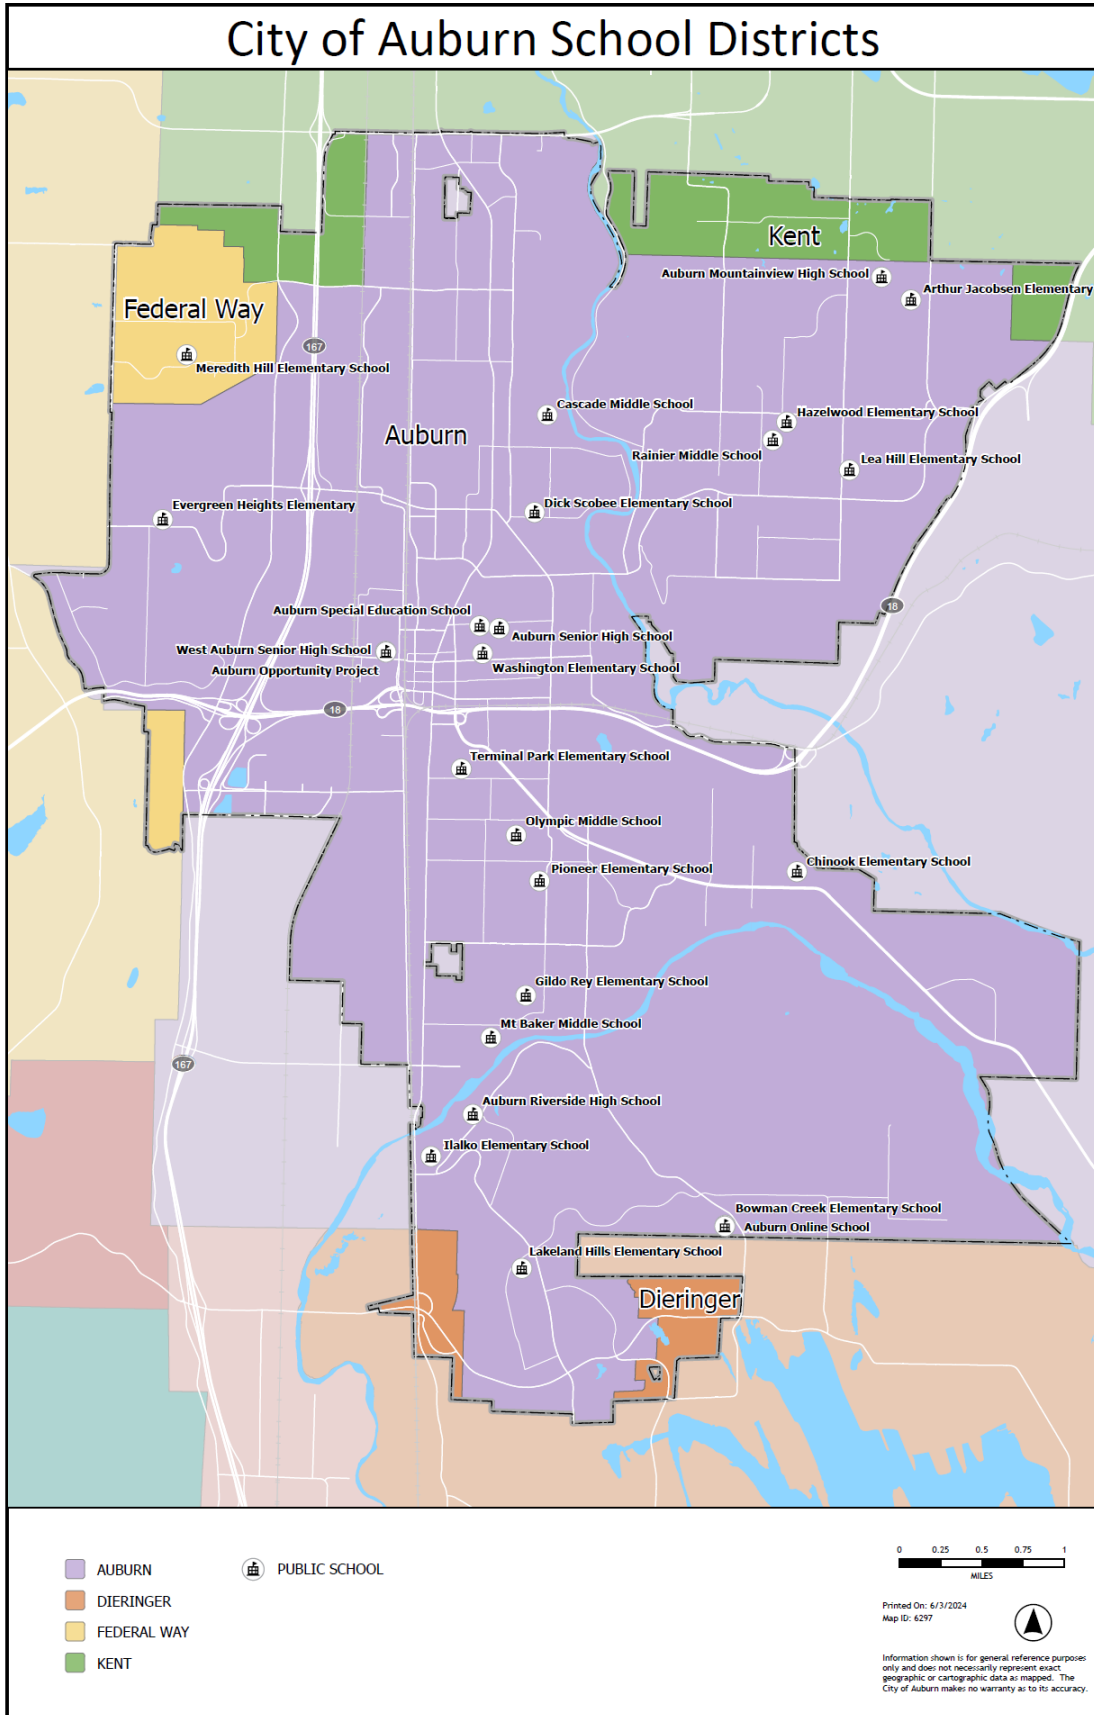 City of Auburn School Districts
Kent
Auburn Mountainview High School
Arthur Jacobsen Elementary
Federal Way
167
Meredith Hill Elementary School
Cascade Middle School
Hazelwood Elementary School
Auburn
Rainier Middle School
Lea Hill Elementary School
Evergreen Heights Elementary
Dick Scobee Elementary School
18
Auburn Special Education School
Auburn Senior High School
West Auburn Senior High School
Auburn Opportunity Project
Washington Elementary School
18
Terminal Park Elementary School
Olympic Middle School
Chinook Elementary School
Pioneer Elementary School
Gildo Rey Elementary School
Mt Baker Middle School
167
Auburn Riverside High School
Ilalko Elementary School
Bowman Creek Elementary School
Auburn Online School
Lakeland Hills Elementary School
Dieringer
AUBURN
PUBLIC SCHOOL
DIERINGER
FEDERAL WAY
KENT
0 0.25 0.5 0.75 1
MILES
Printed On: 6/3/2024
Map ID: 6297
Information shown is for general reference purposes
only and does not necessarily represent exact
geographic or cartographic data as mapped. The
City of Auburn makes no warranty as to its accuracy.